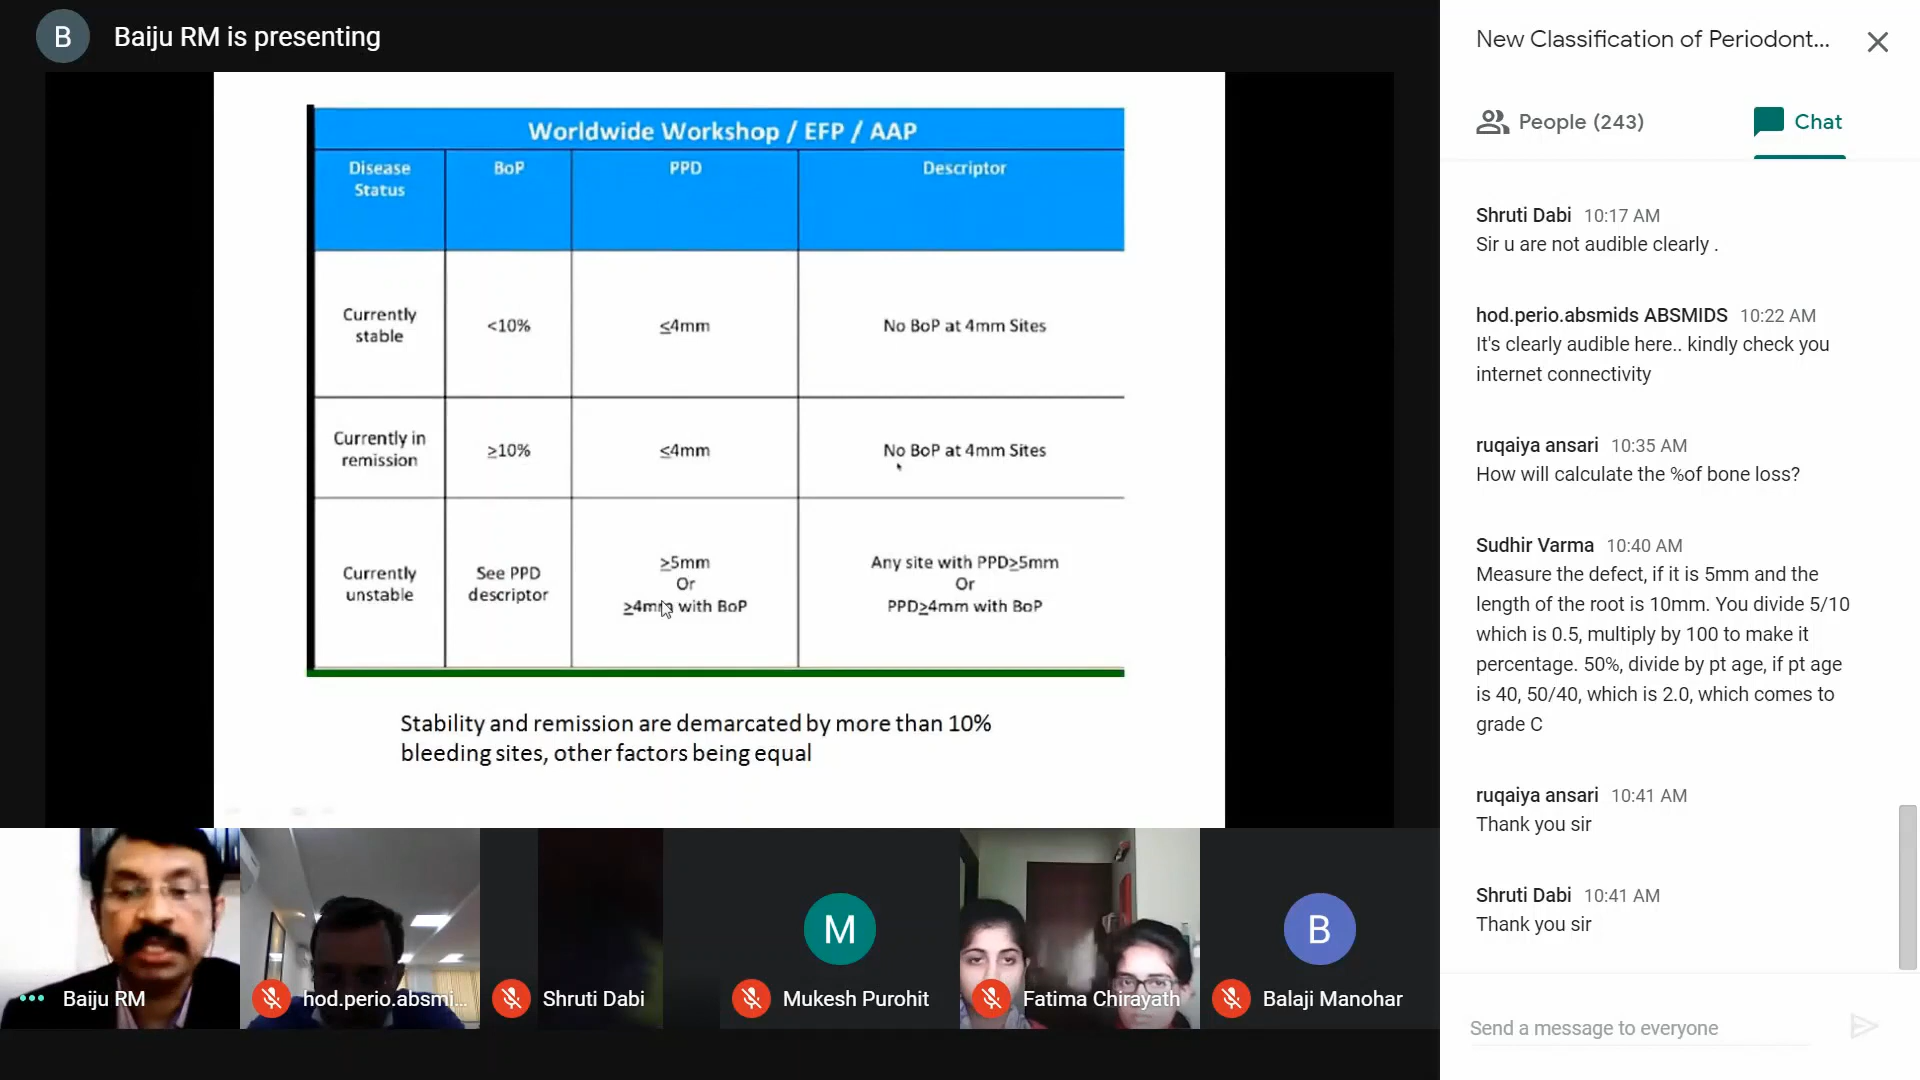 B
Baiju RM is presenting
Worldwide Workshop / EFP / AAP
Disease
Status
BoP
PPD
Descriptor
Currently
stable
<10%
≤4mm
No BoP at 4mm Sites
Currently in
remission
≥10%
≤4mm
No BoP at 4mm Sites
Currently
unstable
See PPD
descriptor
≥5mm
Or
≥4mm with BoP
Any site with PPD≥5mm
Or
PPD≥4mm with BoP
Stability and remission are demarcated by more than 10%
bleeding sites, other factors being equal
Baiju RM
hod.perio.absmi...
Shruti Dabi
M
Mukesh Purohit
Fatima Chirayath
B
Balaji Manohar
New Classification of Periodont...
People (243)
Chat
Shruti Dabi 10:17 AM
Sir u are not audible clearly .
hod.perio.absmids ABSMIDS 10:22 AM
It's clearly audible here.. kindly check you
internet connectivity
ruqaiya ansari 10:35 AM
How will calculate the %of bone loss?
Sudhir Varma 10:40 AM
Measure the defect, if it is 5mm and the
length of the root is 10mm. You divide 5/10
which is 0.5, multiply by 100 to make it
percentage. 50%, divide by pt age, if pt age
is 40, 50/40, which is 2.0, which comes to
grade C
ruqaiya ansari 10:41 AM
Thank you sir
Shruti Dabi 10:41 AM
Thank you sir
Send a message to everyone